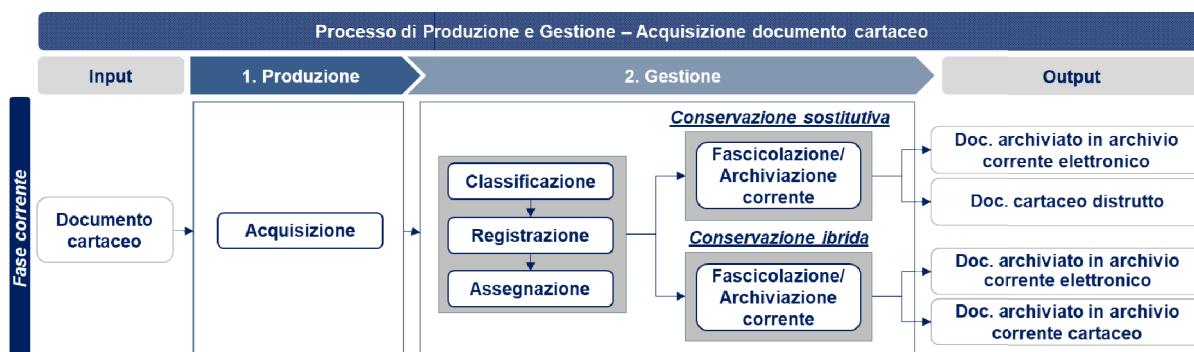 Processo di Produzione e Gestione – Acquisizione documento cartaceo
Input
1. Produzione
2. Gestione
Output
Fase corrente
Documento
cartaceo
Acquisizione
Classificazione
Registrazione
Assegnazione
Conservazione sostitutiva
Fascicolazione/
Archiviazione
corrente
Conservazione ibrida
Fascicolazione/
Archiviazione
corrente
Doc. archiviato in archivio
corrente elettronico
Doc. cartaceo distrutto
Doc. archiviato in archivio
corrente elettronico
Doc. archiviato in archivio
corrente cartaceo